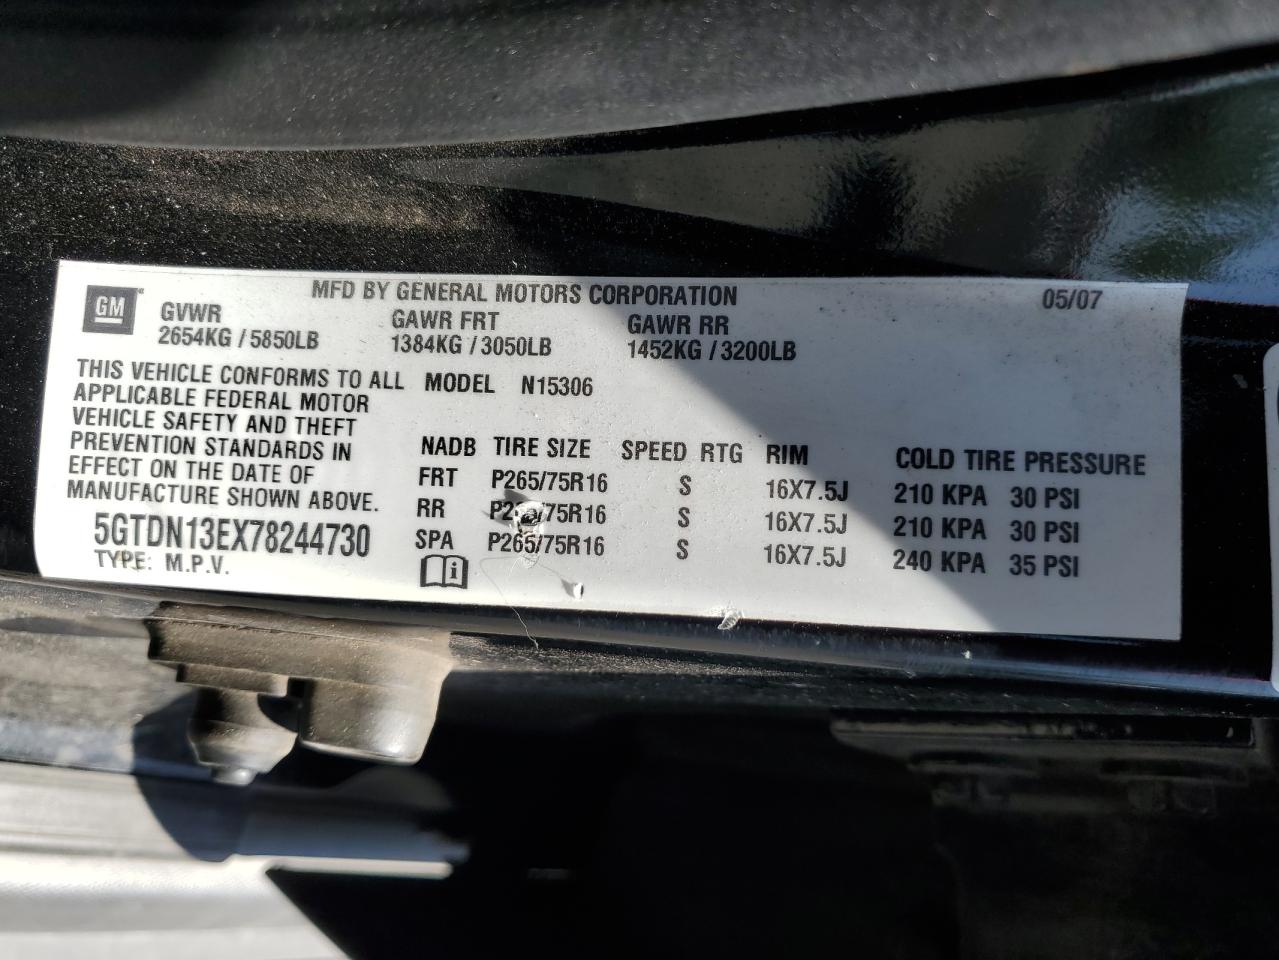 GM
MFD BY GENERAL MOTORS CORPORATION 05/07
GVWR GAWR FRT GAWR RR
2654KG / 5850LB 1384KG / 3050LB 1452KG / 3200LB
THIS VEHICLE CONFORMS TO ALL
APPLICABLE FEDERAL MOTOR
VEHICLE SAFETY AND THEFT
PREVENTION STANDARDS IN
EFFECT ON THE DATE OF
MANUFACTURE SHOWN ABOVE.
5GTDN13EX78244730
TYPE: M.P.V.
MODEL N15306
NADB TIRE SIZE SPEED RTG RIM COLD TIRE PRESSURE
FRT P265/75R16 S 16X7.5J 210 KPA 30 PSI
RR P265/75R16 S 16X7.5J 210 KPA 30 PSI
SPA P265/75R16 S 16X7.5J 240 KPA 35 PSI